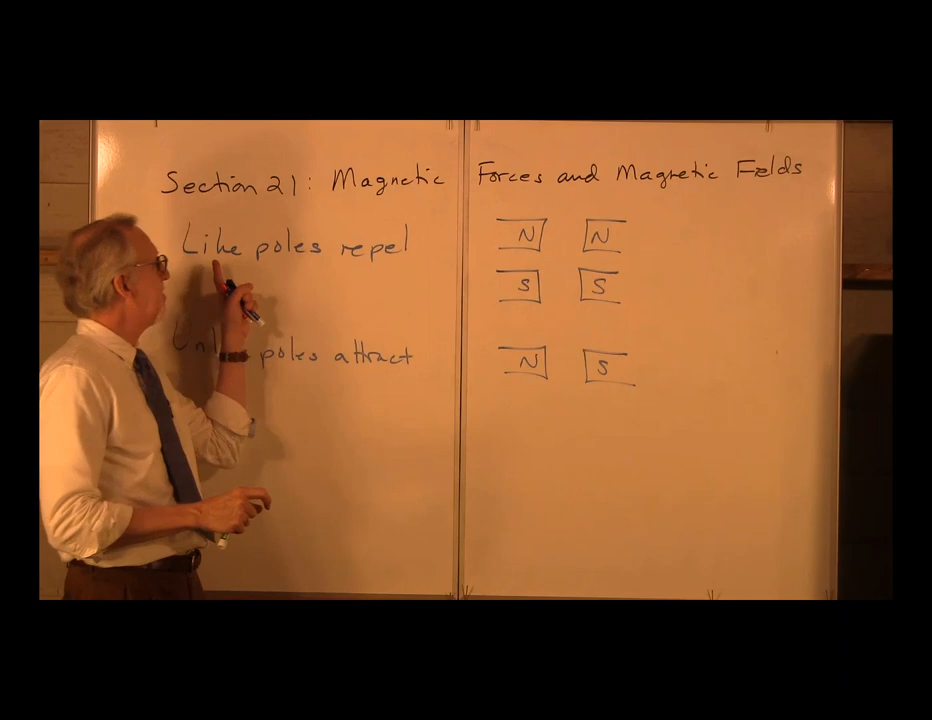 Section 21: Magnetic Forces and Magnetic Fields
Like poles repel
N N
S S
poles attract
N S